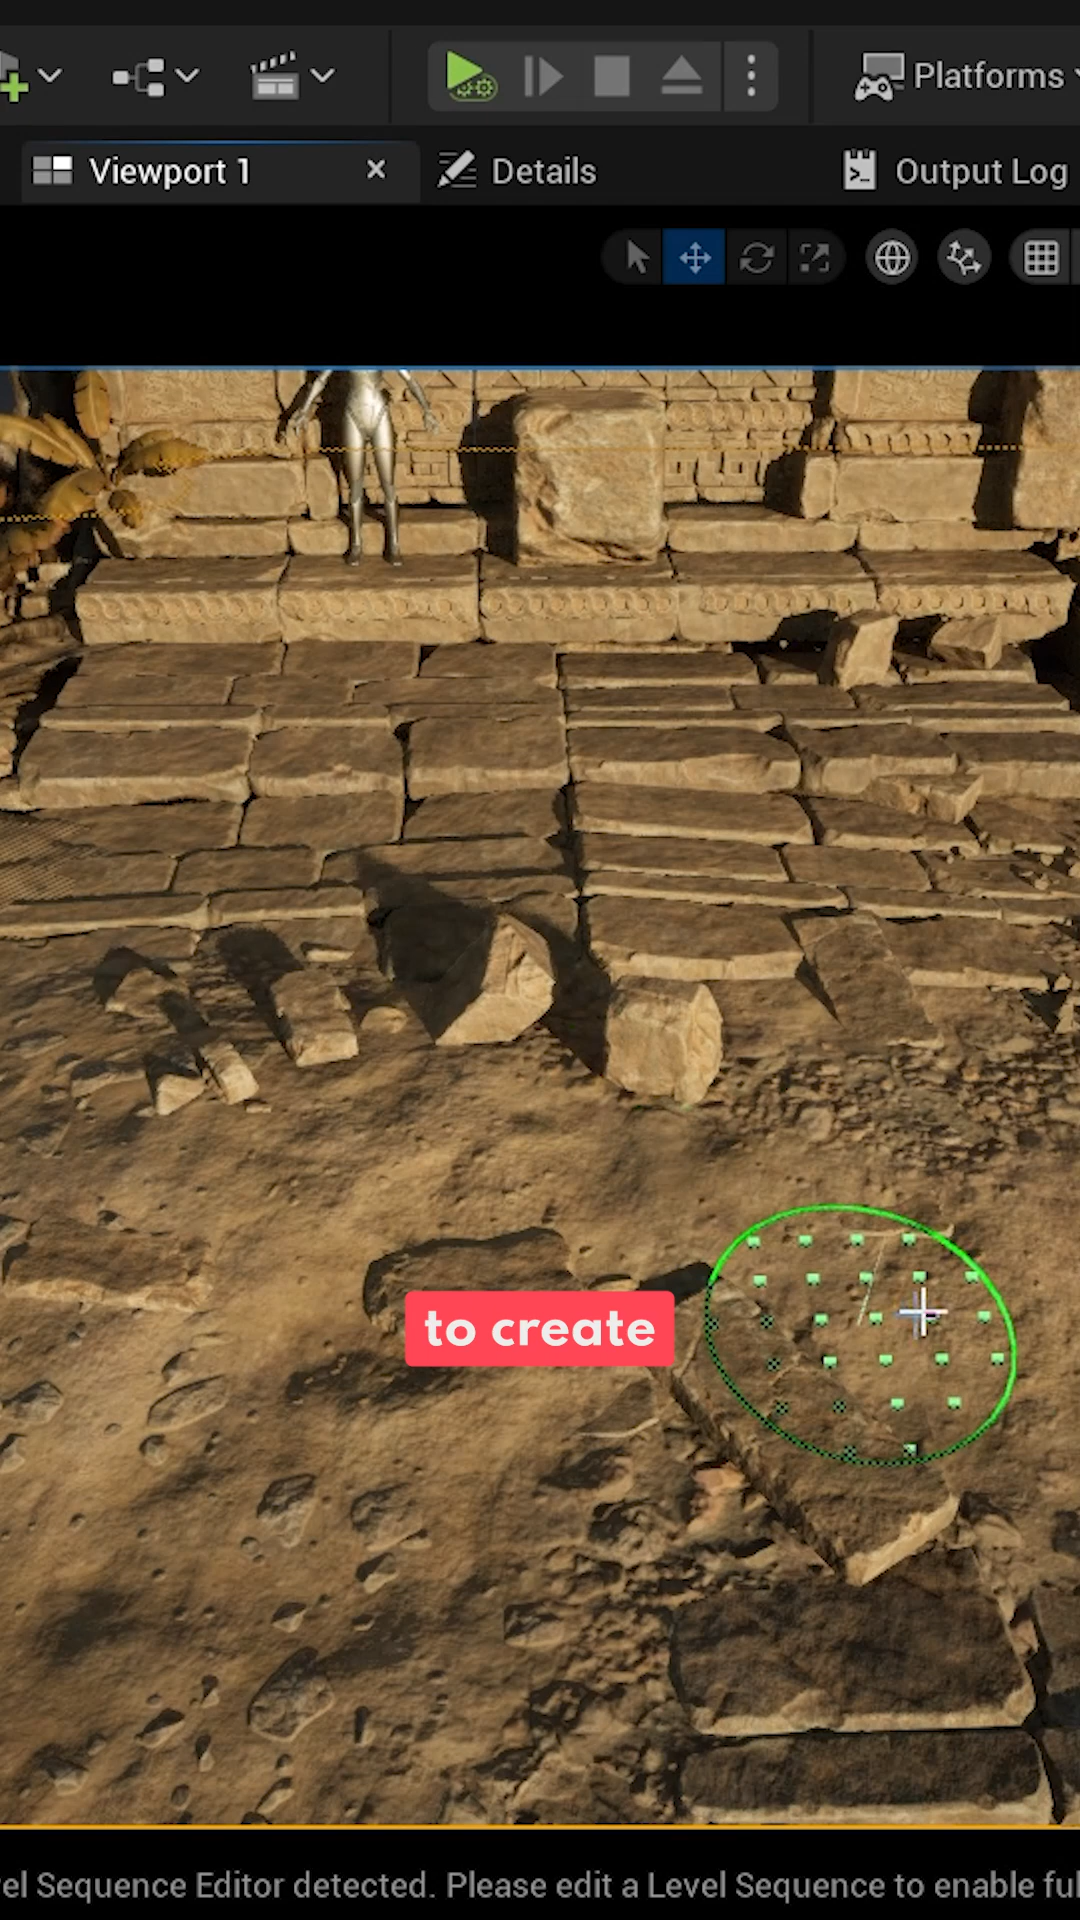 Platforms
Viewport 1
Details
Output Log
to create
el Sequence Editor detected. Please edit a Level Sequence to enable ful